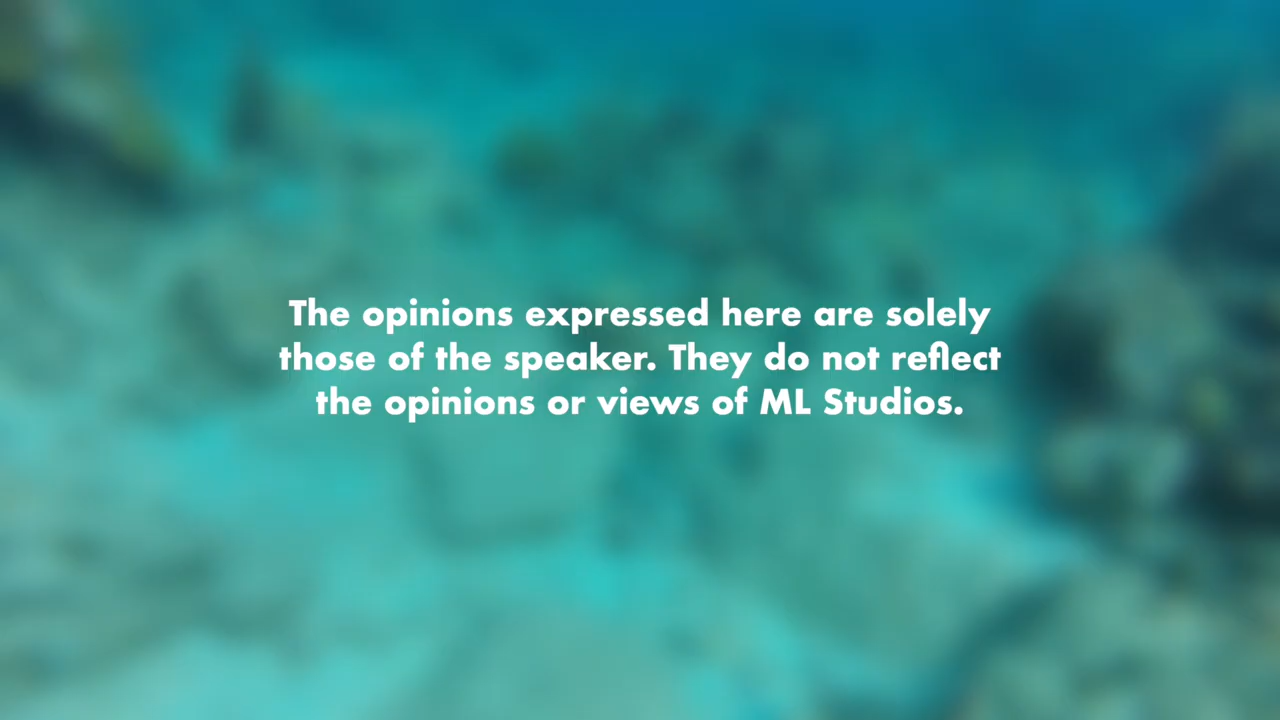 The opinions expressed here are solely
those of the speaker. They do not reflect
the opinions or views of ML Studios.